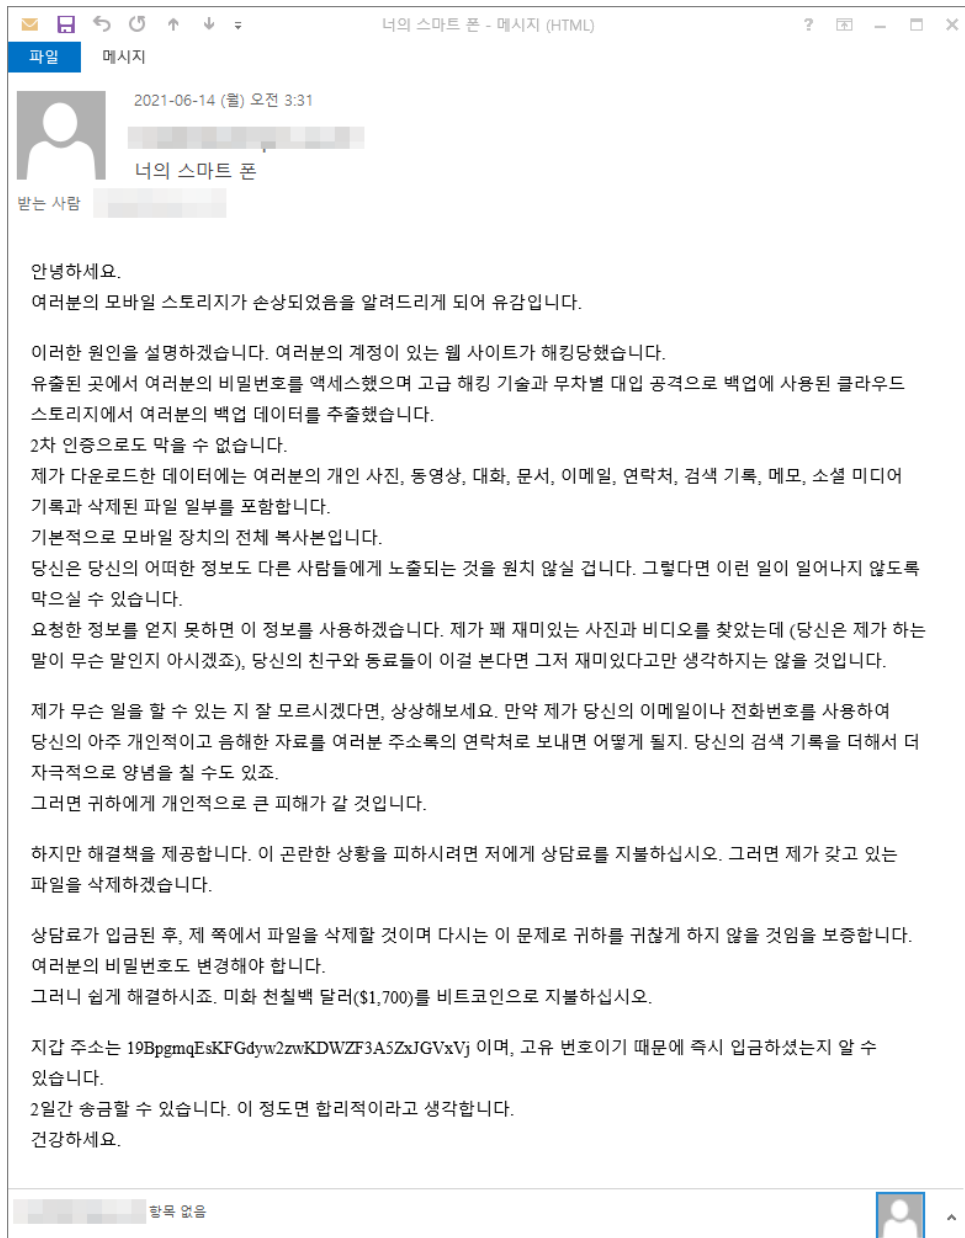 너의 스마트 폰 - 메시지 (HTML)
파일 메시지
2021-06-14 (월) 오전 3:31
너의 스마트 폰
받는 사람
안녕하세요.
여러분의 모바일 스토리지가 손상되었음을 알려드리게 되어 유감입니다.
이러한 원인을 설명하겠습니다. 여러분의 계정이 있는 웹 사이트가 해킹당했습니다.
유출된 곳에서 여러분의 비밀번호를 액세스했으며 고급 해킹 기술과 무차별 대입 공격으로 백업에 사용된 클라우드
스토리지에서 여러분의 백업 데이터를 추출했습니다.
2차 인증으로도 막을 수 없습니다.
제가 다운로드한 데이터에는 여러분의 개인 사진, 동영상, 대화, 문서, 이메일, 연락처, 검색 기록, 메모, 소셜 미디어
기록과 삭제된 파일 일부를 포함합니다.
기본적으로 모바일 장치의 전체 복사본입니다.
당신은 당신의 어떠한 정보도 다른 사람들에게 노출되는 것을 원치 않실 겁니다. 그렇다면 이런 일이 일어나지 않도록
막으실 수 있습니다.
요청한 정보를 얻지 못하면 이 정보를 사용하겠습니다. 제가 꽤 재미있는 사진과 비디오를 찾았는데 (당신은 제가 하는
말이 무슨 말인지 아시겠죠), 당신의 친구와 동료들이 이걸 본다면 그저 재미있다고만 생각하지는 않을 것입니다.
제가 무슨 일을 할 수 있는 지 잘 모르시겠다면, 상상해보세요. 만약 제가 당신의 이메일이나 전화번호를 사용하여
당신의 아주 개인적이고 음해한 자료를 여러분 주소록의 연락처로 보내면 어떻게 될지. 당신의 검색 기록을 더해서 더
자극적으로 양념을 칠 수도 있죠.
그러면 귀하에게 개인적으로 큰 피해가 갈 것입니다.
하지만 해결책을 제공합니다. 이 곤란한 상황을 피하시려면 저에게 상담료를 지불하십시오. 그러면 제가 갖고 있는
파일을 삭제하겠습니다.
상담료가 입금된 후, 제 쪽에서 파일을 삭제할 것이며 다시는 이 문제로 귀하를 귀찮게 하지 않을 것임을 보증합니다.
여러분의 비밀번호도 변경해야 합니다.
그러니 쉽게 해결하시죠. 미화 천칠백 달러($1,700)를 비트코인으로 지불하십시오.
지갑 주소는 19BpgmqEsKFGdyw2zwKDWZF3A5ZxJGVxVj 이며, 고유 번호이기 때문에 즉시 입금하셨는지 알 수
있습니다.
2일간 송금할 수 있습니다. 이 정도면 합리적이라고 생각합니다.
건강하세요.
항목 없음